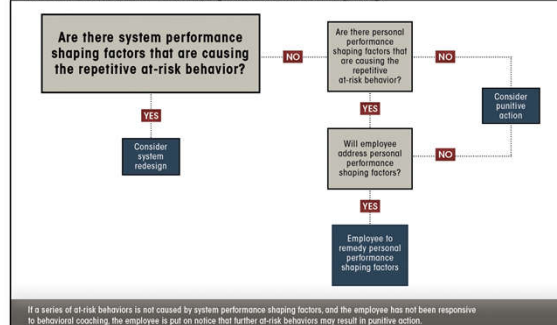 Are there system performance
shaping factors that are causing
the repetitive at-risk behavior?
NO
Are there personal
performance
shaping factors that
are causing the
repetitive
at-risk behavior?
NO
Consider
punitive
action
YES
Consider
system
redesign
YES
Will employee
address personal
performance
shaping factors?
NO
YES
Employee to
remedy personal
performance
shaping factors
If a series of at-risk behaviors is not caused by system performance shaping factors, and the employee has not been responsive
to behavioral coaching, the employee is put on notice that further at-risk behaviors may result in punitive action.